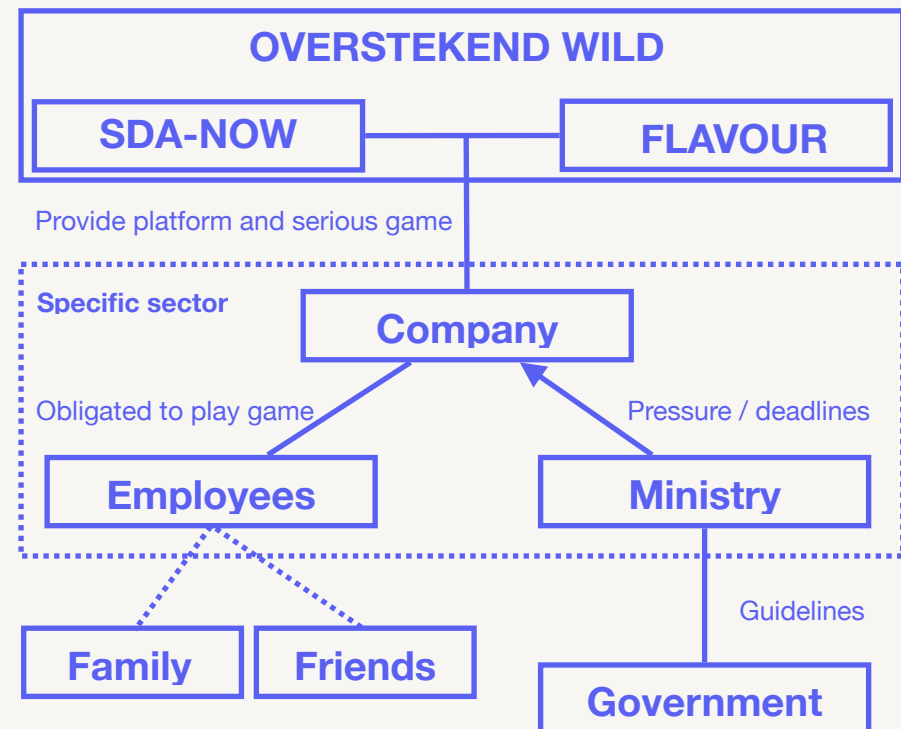 OVERSTEKEND WILD
SDA-NOW
FLAVOUR
Provide platform and serious game
Specific sector
Company
Obligated to play game
Pressure / deadlines
Employees
Ministry
Guidelines
Family
Friends
Government